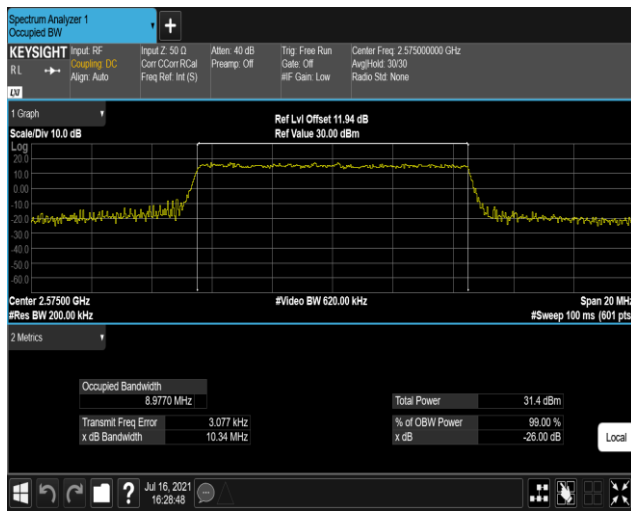 Spectrum Analyzer 1
Occupied BW
+
KEYSIGHT Input: RF Input Z: 50 Ω Atten: 40 dB Trig: Free Run Center Freq: 2.575000000 GHz
RL Coupling: DC Corr CCorr RCal Preamp: Off Gate: Off Avg|Hold: 30/30
Align: Auto Freq Ref: Int (S) #IF Gain: Low Radio Std: None
LXI
1 Graph
Ref Lvl Offset 11.94 dB
Scale/Div 10.0 dB Ref Value 30.00 dBm
Log
20.0
10.0
0.00
-10.0
-20.0
-30.0
-40.0
-50.0
-60.0
Center 2.57500 GHz #Video BW 620.00 kHz Span 20 MHz
#Res BW 200.00 kHz #Sweep 100 ms (601 pts
2 Metrics
Occupied Bandwidth
8.9770 MHz Total Power 31.4 dBm
Transmit Freq Error 3.077 kHz % of OBW Power 99.00 %
x dB Bandwidth 10.34 MHz x dB -26.00 dB
Local
? Jul 16, 2021
16:28:48